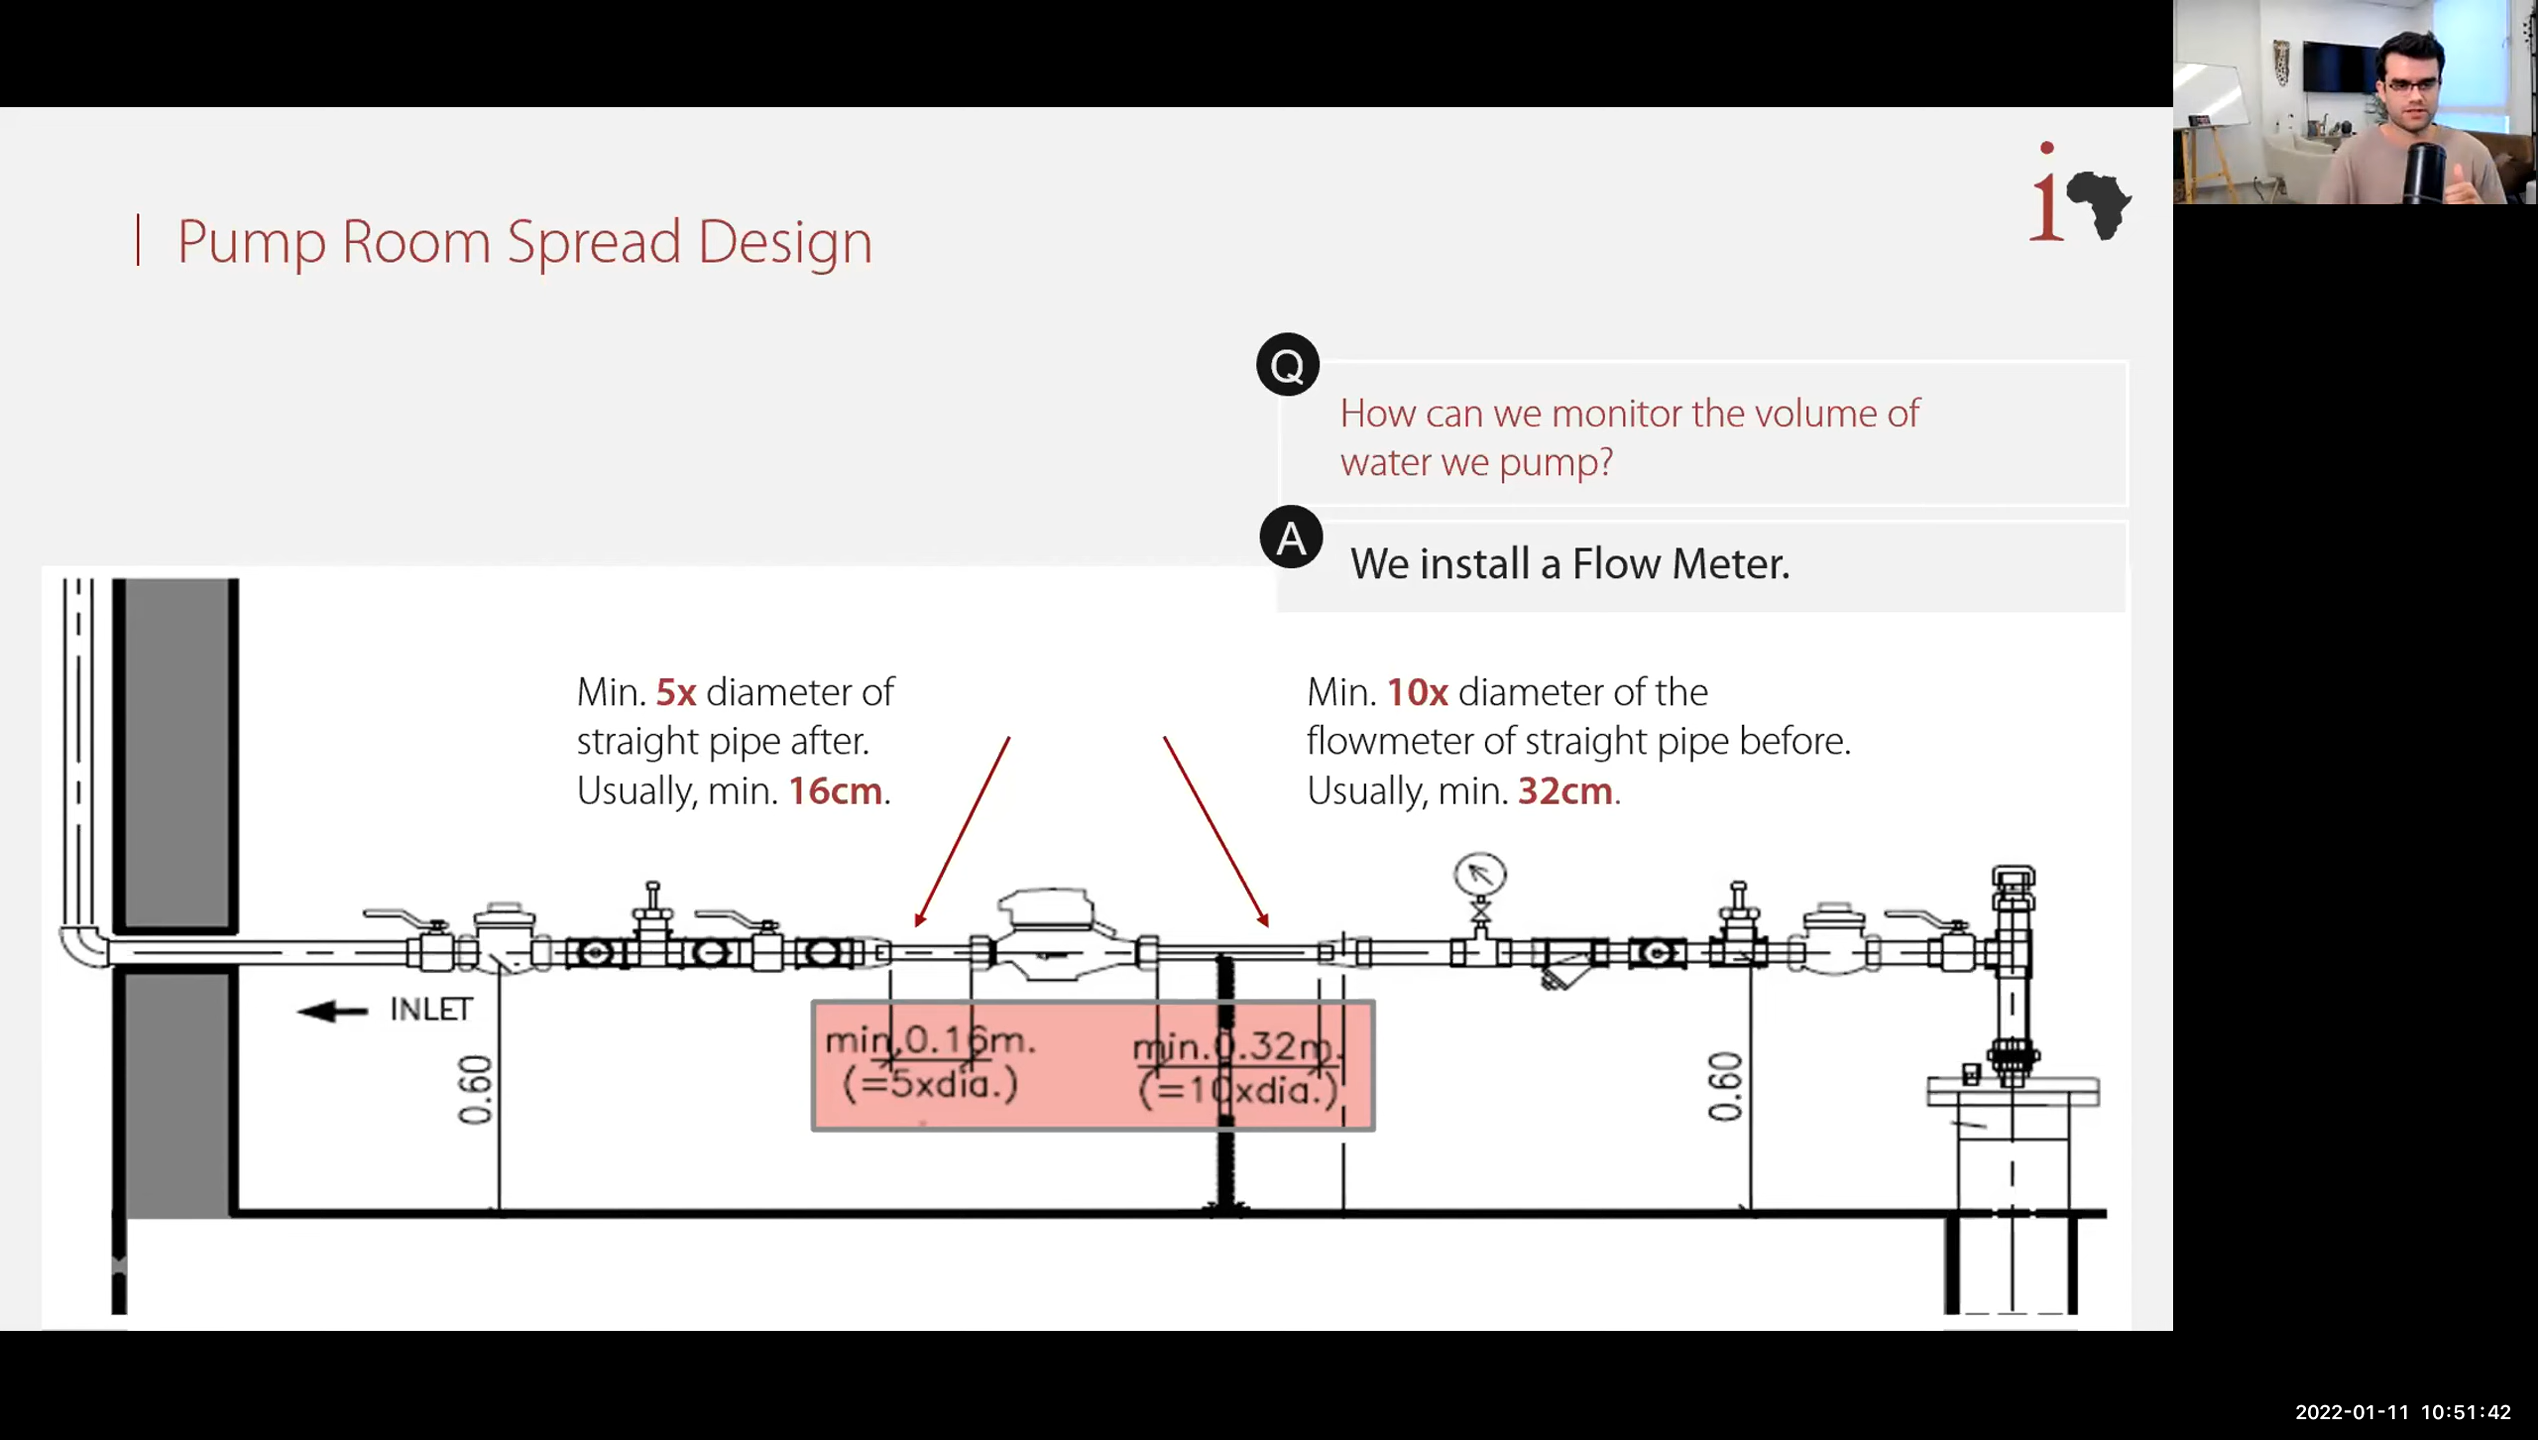 Pump Room Spread Design
i
Q
How can we monitor the volume of
water we pump?
A
We install a Flow Meter.
Min. 5x diameter of
straight pipe after.
Usually, min. 16cm.
Min. 10x diameter of the
flowmeter of straight pipe before.
Usually, min. 32cm.
INLET
0.60
min.0.16m.
(=5xdia.)
min.0.32m.
(=10xdia.)
0.60
2022-01-11 10:51:42